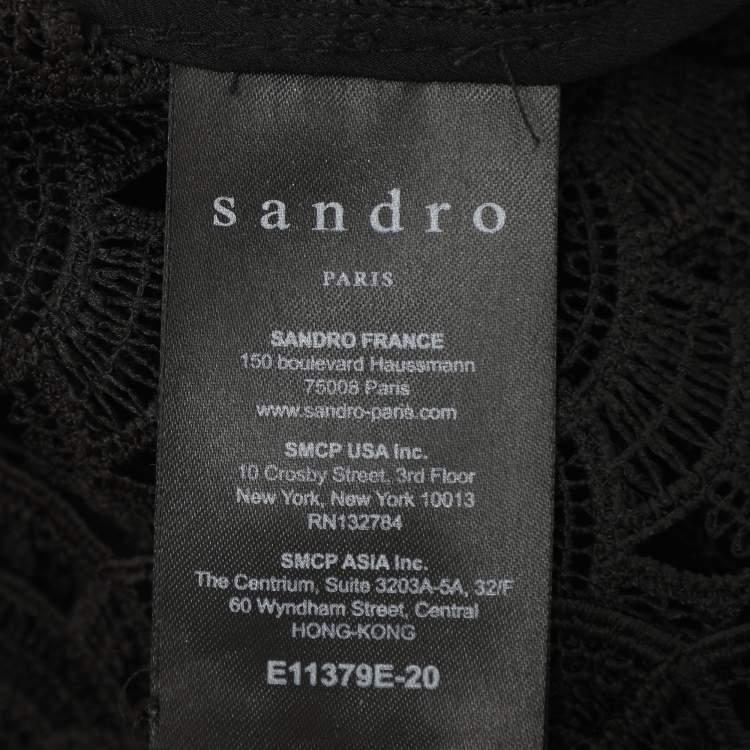 sandro
PARIS
SANDRO FRANCE
150 boulevard Haussmann
75008 Paris
www.sandro-paris.com
SMCP USA Inc.
10 Crosby Street, 3rd Floor
New York, New York 10013
RN132784
SMCP ASIA Inc.
The Centrium, Suite 3203A-5A, 32/F
60 Wyndham Street, Central
HONG-KONG
E11379E-20